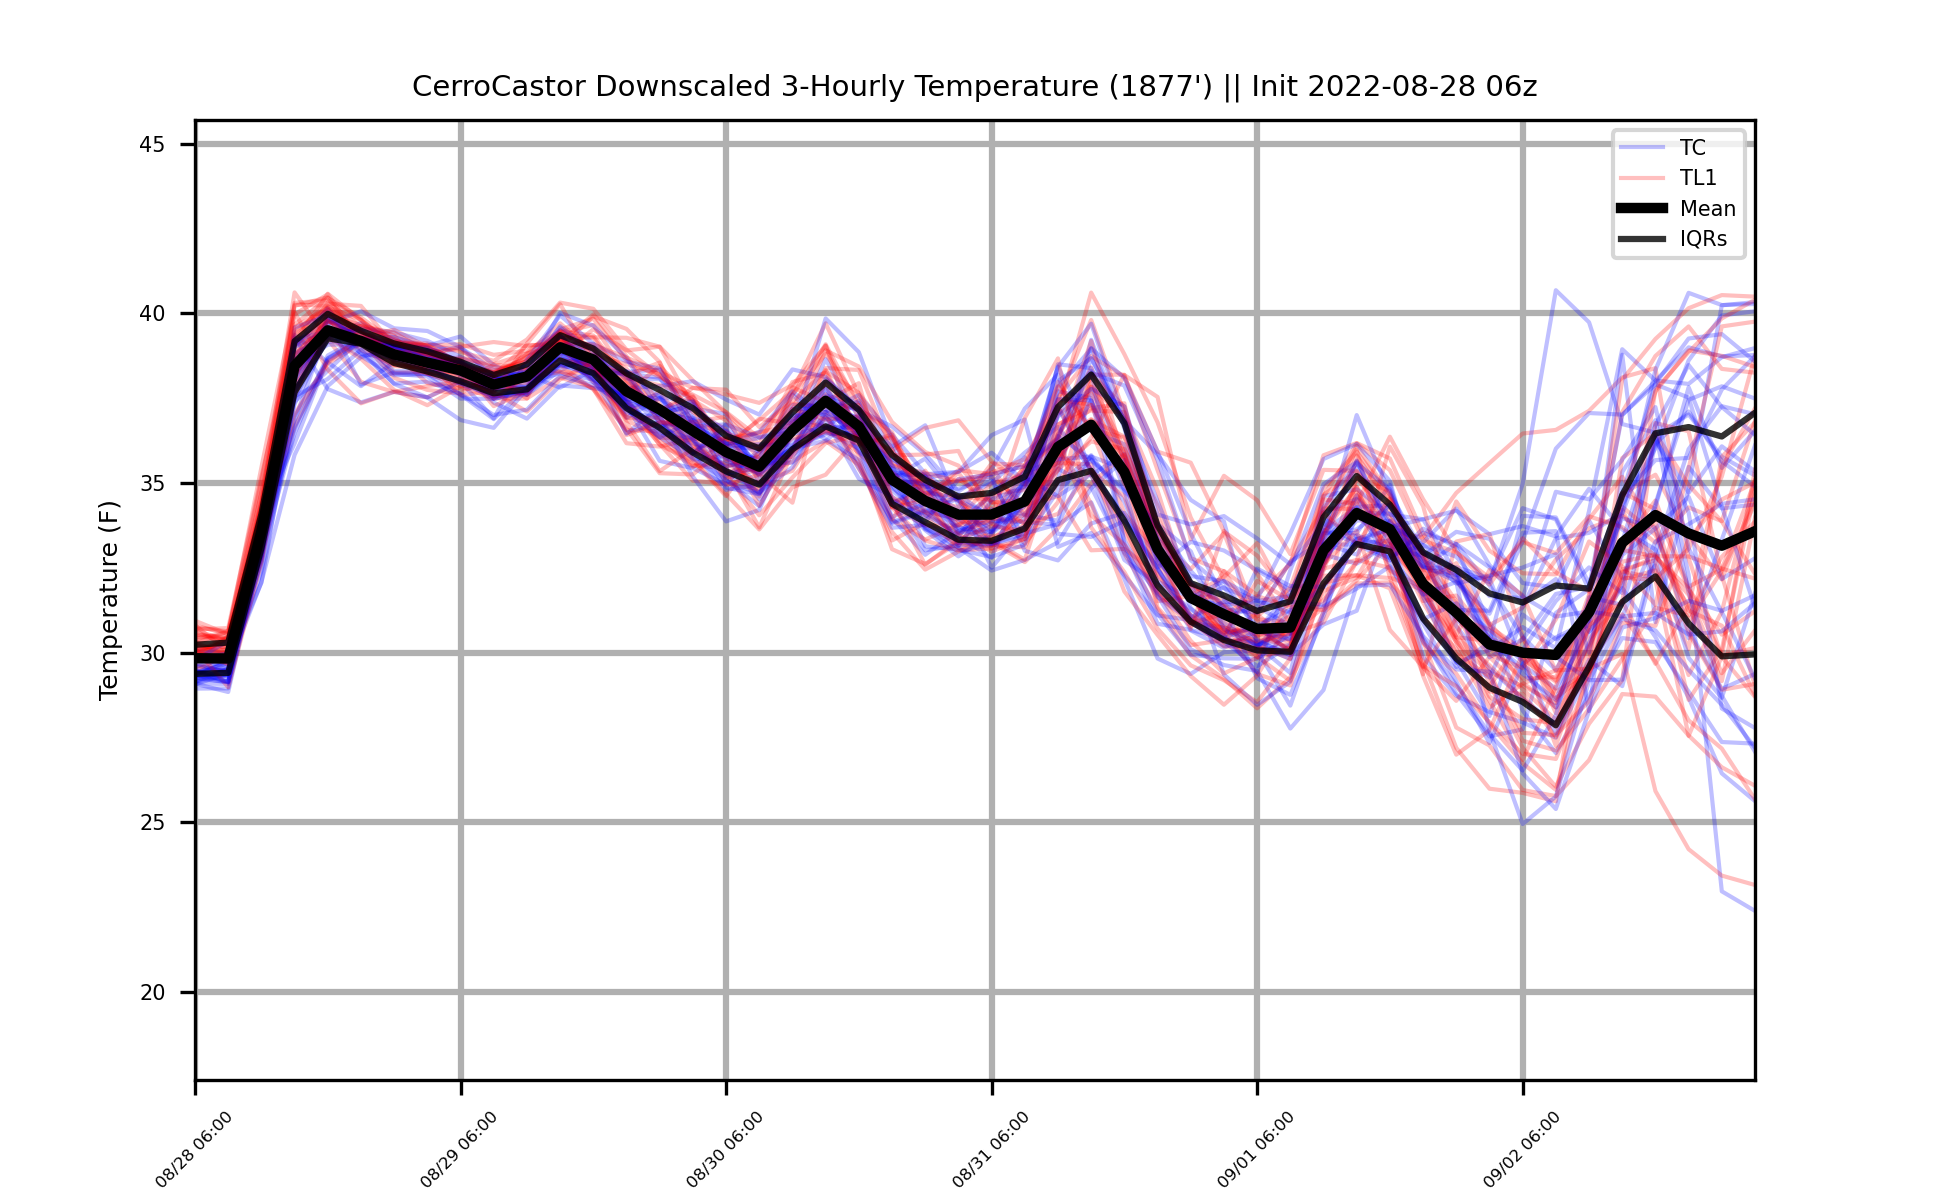 CerroCastor Downscaled 3-Hourly Temperature (1877') || Init 2022-08-28 06z
TC
TL1
Mean
IQRs
Temperature (F)
45
40
35
30
25
20
08/28 06:00
08/29 06:00
08/30 06:00
08/31 06:00
09/01 06:00
09/02 06:00